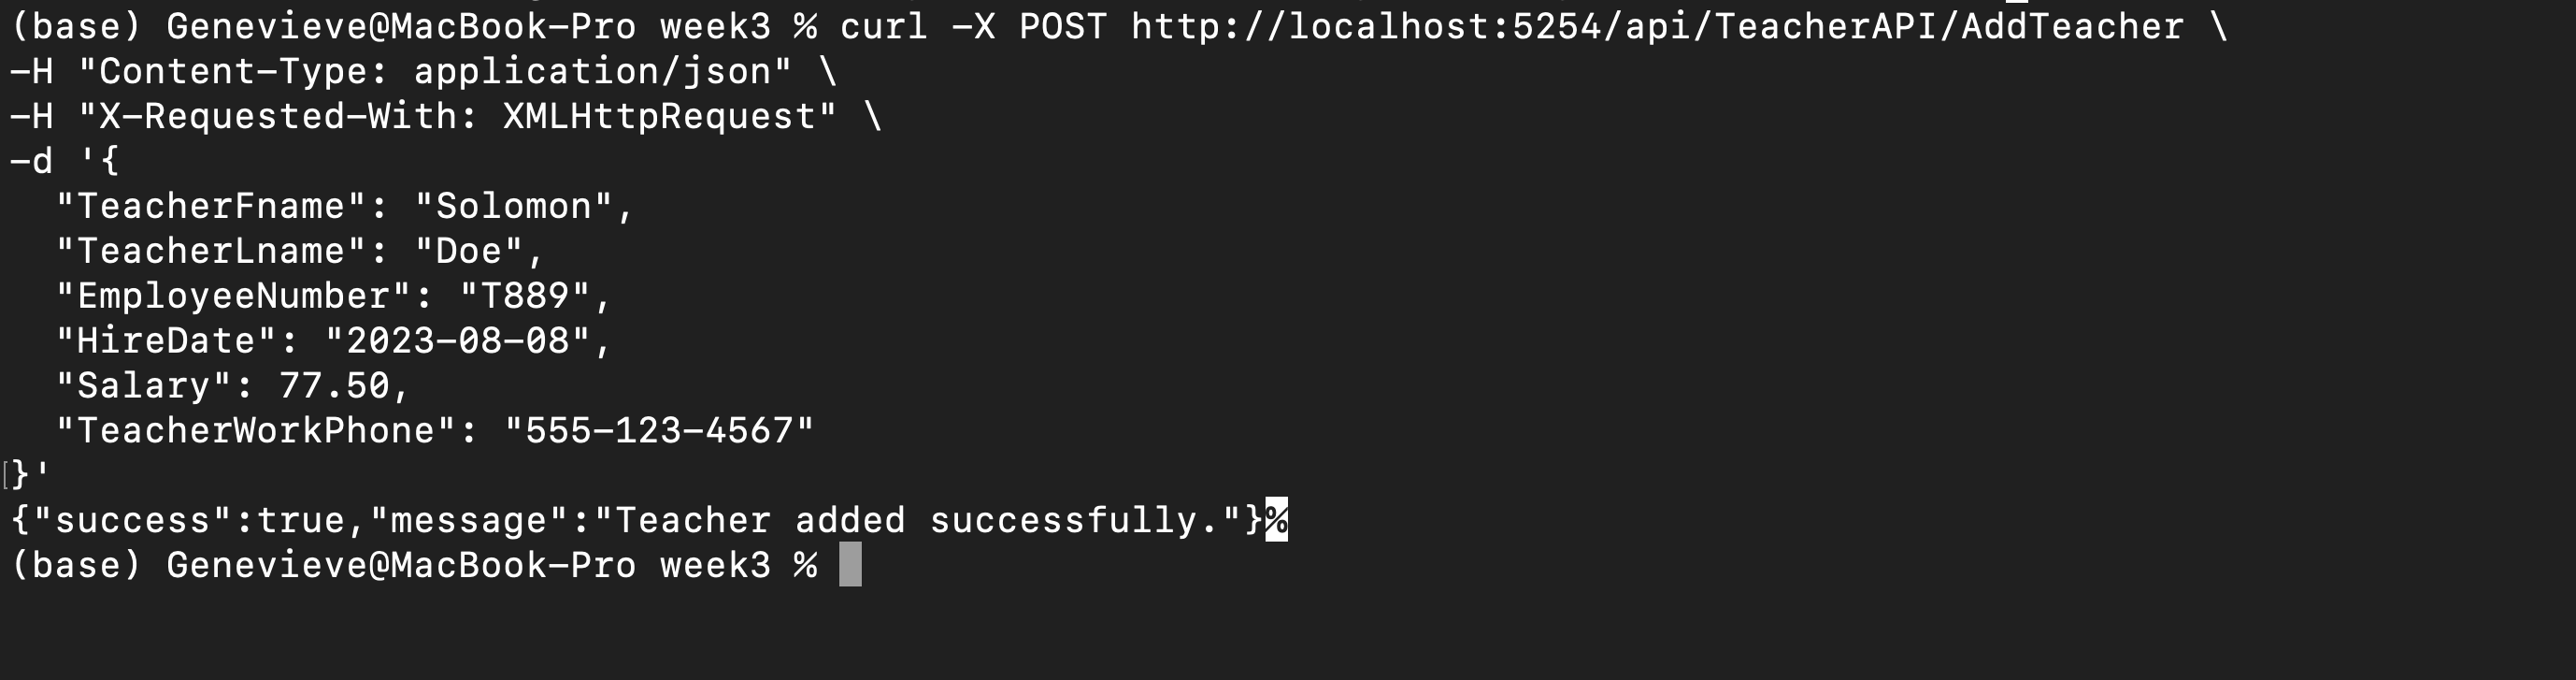 (base) Genevieve@MacBook-Pro week3 % curl -X POST http://localhost:5254/api/TeacherAPI/AddTeacher \
-H "Content-Type: application/json" \
-H "X-Requested-With: XMLHttpRequest" \
-d '{
  "TeacherFname": "Solomon",
  "TeacherLname": "Doe",
  "EmployeeNumber": "T889",
  "HireDate": "2023-08-08",
  "Salary": 77.50,
  "TeacherWorkPhone": "555-123-4567"
[}'
{"success":true,"message":"Teacher added successfully."}%
(base) Genevieve@MacBook-Pro week3 %